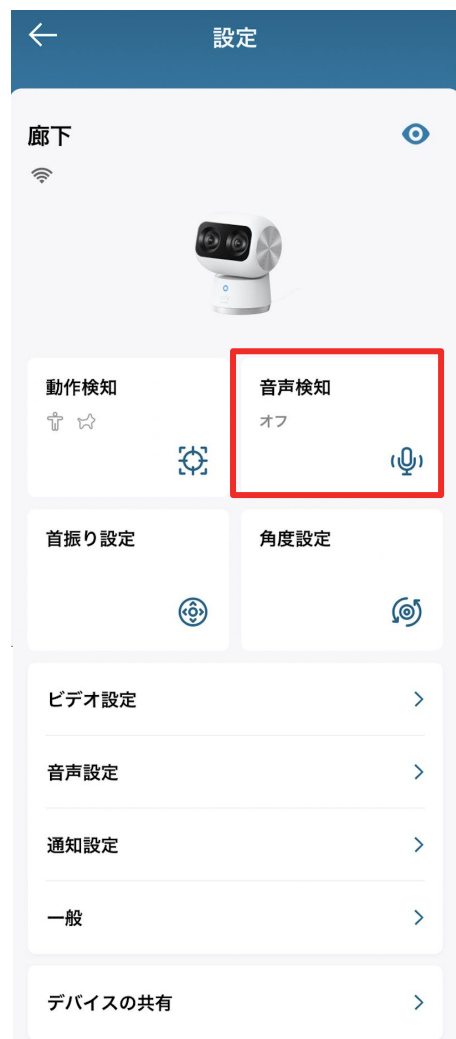 設定
廊下
動作検知
音声検知
オフ
首振り設定
角度設定
ビデオ設定
音声設定
通知設定
一般
デバイスの共有